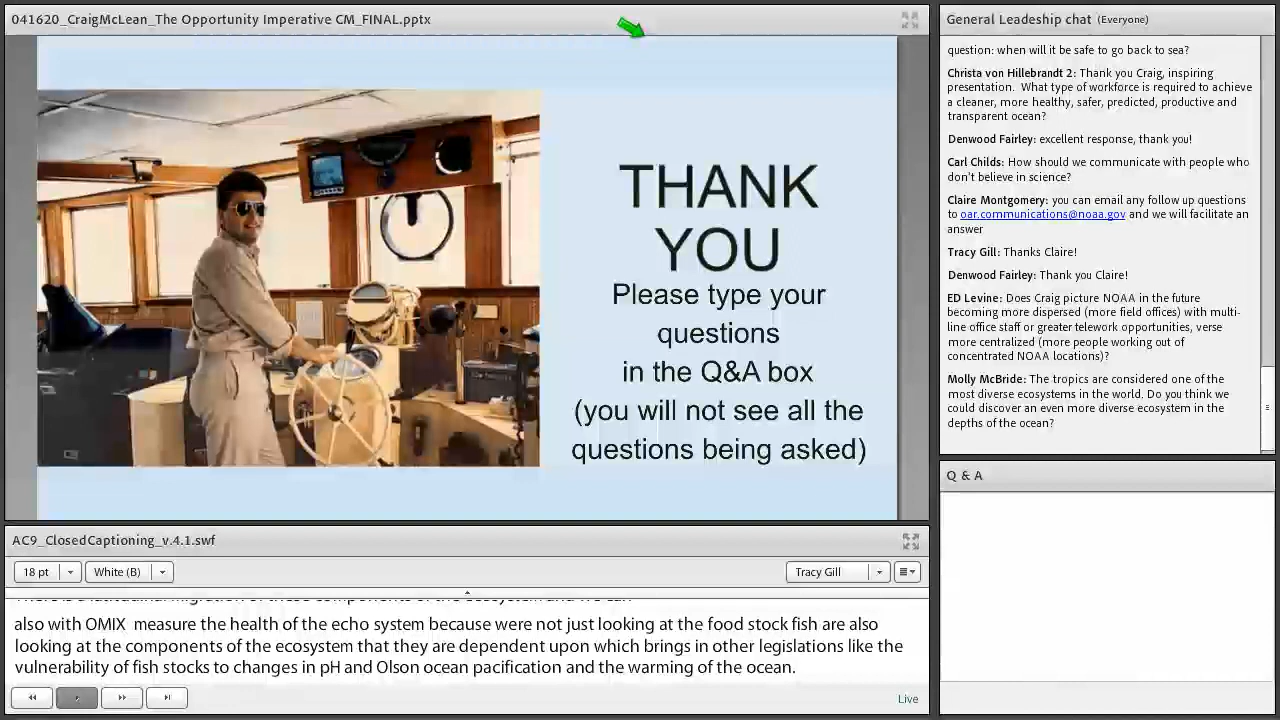 041620_CraigMcLean_The Opportunity Imperative CM_FINAL.pptx
THANK
YOU
Please type your
questions
in the Q&A box
(you will not see all the
questions being asked)
AC9_ClosedCaptioning_v.4.1.swf
18 pt
White (B)
Tracy Gill
also with OMIX measure the health of the echo system because were not just looking at the food stock fish are also
looking at the components of the ecosystem that they are dependent upon which brings in other legislations like the
vulnerability of fish stocks to changes in pH and Olson ocean pacification and the warming of the ocean.
Live
General Leadership chat (Everyone)
question: when will it be safe to go back to sea?
Christa von Hillebrandt 2: Thank you Craig, inspiring
presentation. What type of workforce is required to achieve
a cleaner, more healthy, safer, predicted, productive and
transparent ocean?
Denwood Fairley: excellent response, thank you!
Carl Childs: How should we communicate with people who
don't believe in science?
Claire Montgomery: you can email any follow up questions
to oar.communications@noaa.gov and we will facilitate an
answer
Tracy Gill: Thanks Claire!
Denwood Fairley: Thank you Claire!
ED Levine: Does Craig picture NOAA in the future
becoming more dispersed (more field offices) with multi-
line office staff or greater telework opportunities, verse
more centralized (more people working out of
concentrated NOAA locations)?
Molly McBride: The tropics are considered one of the
most diverse ecosystems in the world. Do you think we
could discover an even more diverse ecosystem in the
depths of the ocean?
Q & A